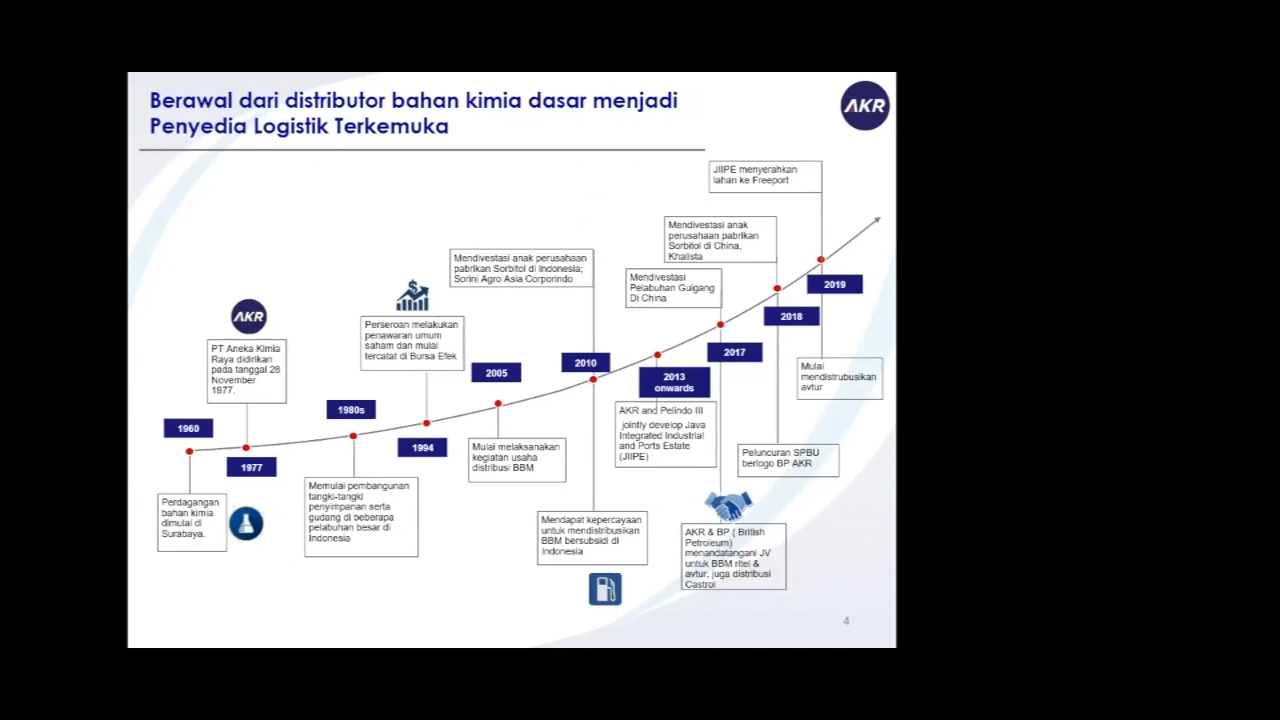 Berawal dari distributor bahan kimia dasar menjadi
Penyedia Logistik Terkemuka
AKR
1960
Perdagangan
bahan kimia
dimulai di
Surabaya.
AKR
PT Aneka Kimia
Raya didirikan
pada tanggal 28
November
1977.
1977
1980s
Memulai pembangunan
tangki-tangki
penyimpanan serta
gudang di beberapa
pelabuhan besar di
Indonesia
Perseroan melakukan
penawaran umum
saham dan mulai
tercatat di Bursa Efek
1994
2005
Mulai melaksanakan
kegiatan usaha
distribusi BBM
Mendivestasi anak perusahaan
pabrikan Sorbitol di Indonesia;
Sorini Agro Asia Corporindo
2010
Mendapat kepercayaan
untuk mendistribusikan
BBM bersubsidi di
Indonesia
2013
onwards
AKR and Pelindo III
jointly develop Java
Integrated Industrial
and Ports Estate
(JIIPE)
Mendivestasi
Pelabuhan Guigang
Di China
2017
AKR & BP ( British
Petroleum)
menandatangani JV
untuk BBM ritel &
avtur, juga distribusi
Castrol
Mendivestasi anak
perusahaan pabrikan
Sorbitol di China,
Khalista
2018
Peluncuran SPBU
berlogo BP AKR
JIIPE menyerahkan
lahan ke Freeport
2019
Mulai
mendistrubusikan
avtur
4